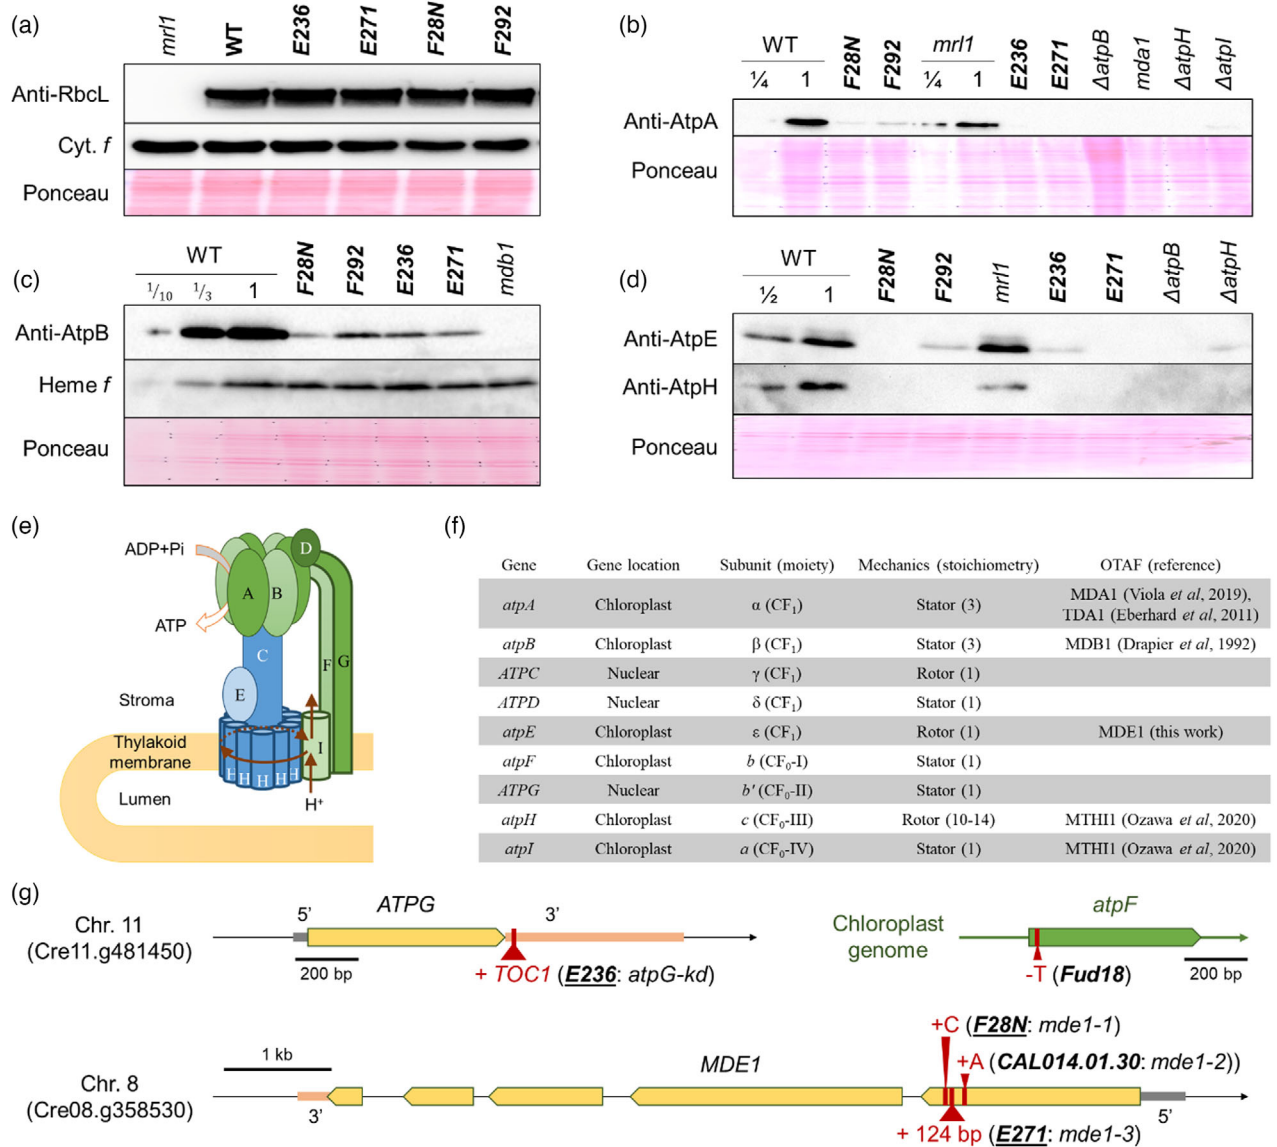 (a)
mrl1 WT E236 E271 F28N F292
Anti-RbcL
Cyt. f
Ponceau
(b)
WT mrl1
¼ 1 F28N F292 ¼ 1 E236 E271 ΔatpB mda1 ΔatpH ΔatpI
Anti-AtpA
Ponceau
(c)
WT
1/10 1/3 1 F28N F292 E236 E271 mdb1
Anti-AtpB
Heme f
Ponceau
(d)
WT
½ 1 F28N F292 mrl1 E236 E271 ΔatpB ΔatpH
Anti-AtpE
Anti-AtpH
Ponceau
(e)
ADP+Pi
ATP
D
A B
C
F G
E
Stroma
Thylakoid
membrane
I
H H H H H
Lumen
H+
(f)
Gene Gene location Subunit (moiety) Mechanics (stoichiometry) OTAF (reference)
atpA Chloroplast α (CF1) Stator (3) MDA1 (Viola et al, 2019),
TDA1 (Eberhard et al, 2011)
atpB Chloroplast β (CF1) Stator (3) MDB1 (Drapier et al, 1992)
ATPC Nuclear γ (CF1) Rotor (1)
ATPD Nuclear δ (CF1) Stator (1)
atpE Chloroplast ε (CF1) Rotor (1) MDE1 (this work)
atpF Chloroplast b (CF0-I) Stator (1)
ATPG Nuclear b' (CF0-II) Stator (1)
atpH Chloroplast c (CF0-III) Rotor (10-14) MTHI1 (Ozawa et al, 2020)
atpI Chloroplast a (CF0-IV) Stator (1) MTHI1 (Ozawa et al, 2020)
(g)
Chr. 11
(Cre11.g481450)
5’ ATPG 3’
200 bp
+ TOC1 (E236: atpG-kd)
Chloroplast
genome
atpF
-T (Fud18)
200 bp
Chr. 8
(Cre08.g358530)
1 kb
3’
MDE1
+C (F28N: mde1-1)
+A (CAL014.01.30: mde1-2))
5’
+ 124 bp (E271: mde1-3)